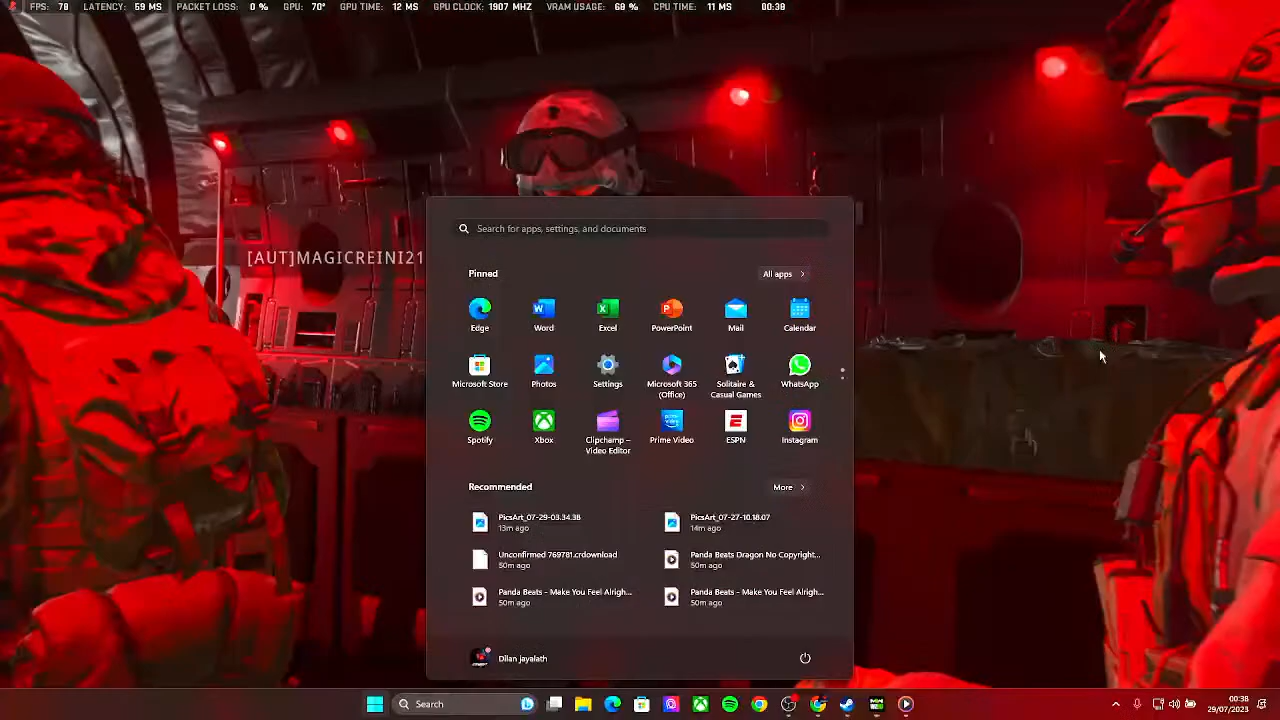 FPS: 78 LATENCY: 59 MS PACKET LOSS: 0 % GPU: 70° GPU TIME: 12 MS GPU CLOCK: 1907 MHZ VRAM USAGE: 68 % CPU TIME: 11 MS 00:38
Search for apps, settings, and documents
[AUT]MAGICREINI21
Pinned
All apps >
Edge Word Excel PowerPoint Mail Calendar
Microsoft Store Photos Settings Microsoft 365 (Office) Solitaire & Casual Games WhatsApp
Spotify Xbox Clipchamp – Video Editor Prime Video ESPN Instagram
Recommended
More >
PicsArt_07-29-03.34.38
13m ago
PicsArt_07-27-10.18.07
14m ago
Unconfirmed 769781.crdownload
50m ago
Panda Beats Dragon No Copyright...
50m ago
Panda Beats - Make You Feel Alrigh...
50m ago
Panda Beats - Make You Feel Alrigh...
50m ago
Dilan jayalath
Search
00:38
29/07/2023